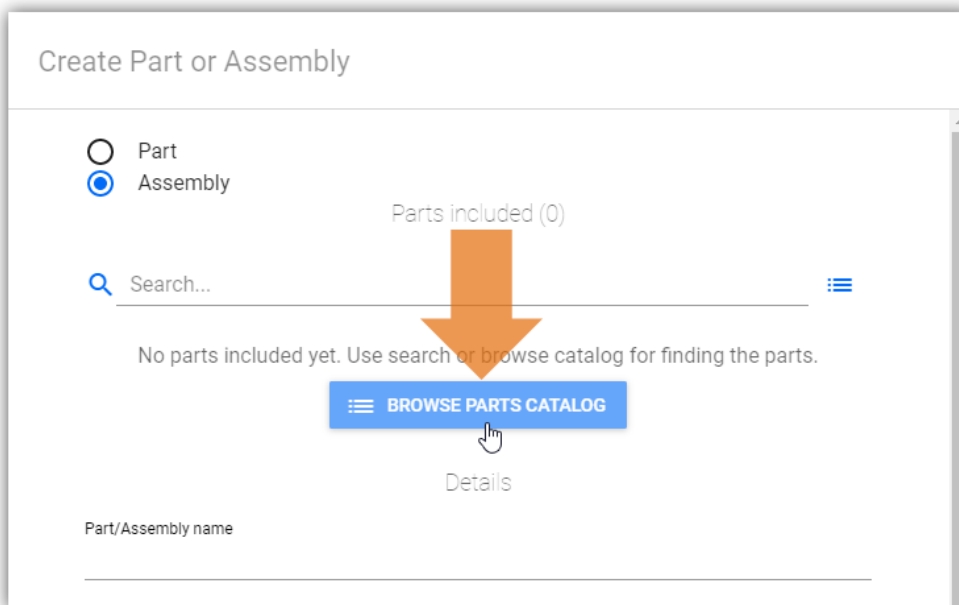 Create Part or Assembly
Part
Assembly
Parts included (0)
Search...
No parts included yet. Use search or browse catalog for finding the parts.
BROWSE PARTS CATALOG
Details
Part/Assembly name